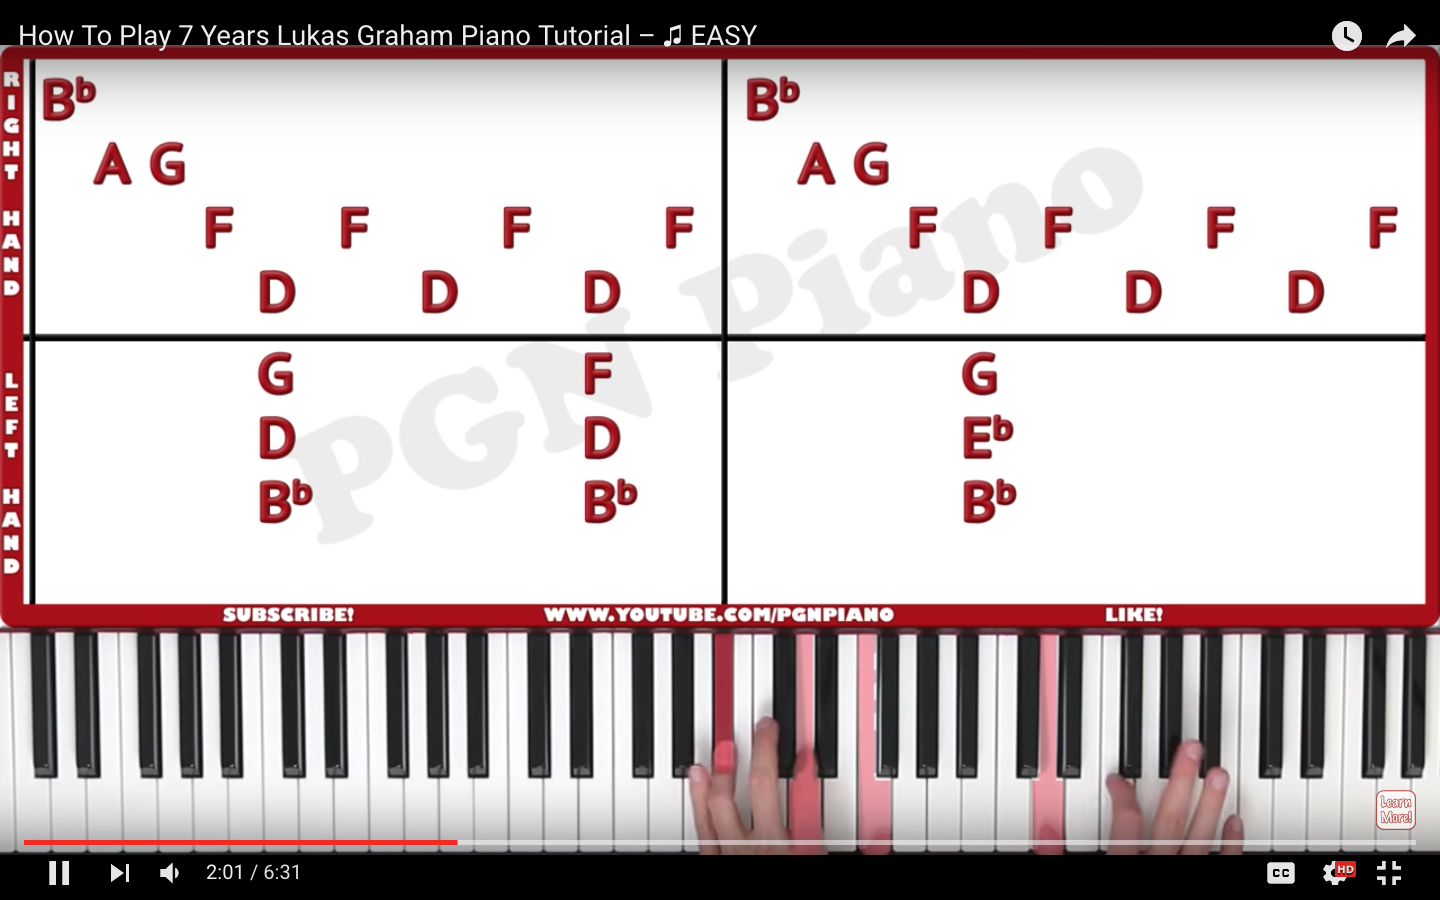 How To Play 7 Years Lukas Graham Piano Tutorial – ♫ EASY
RIGHT HAND
B♭ B♭
A G A G
F F F F F F F F
D D D D D D
LEFT HAND
G F G
D D E♭
B♭ B♭ B♭
PGN Piano
SUBSCRIBE! WWW.YOUTUBE.COM/PGNPIANO LIKE!
Learn
More!
2:01 / 6:31 CC HD